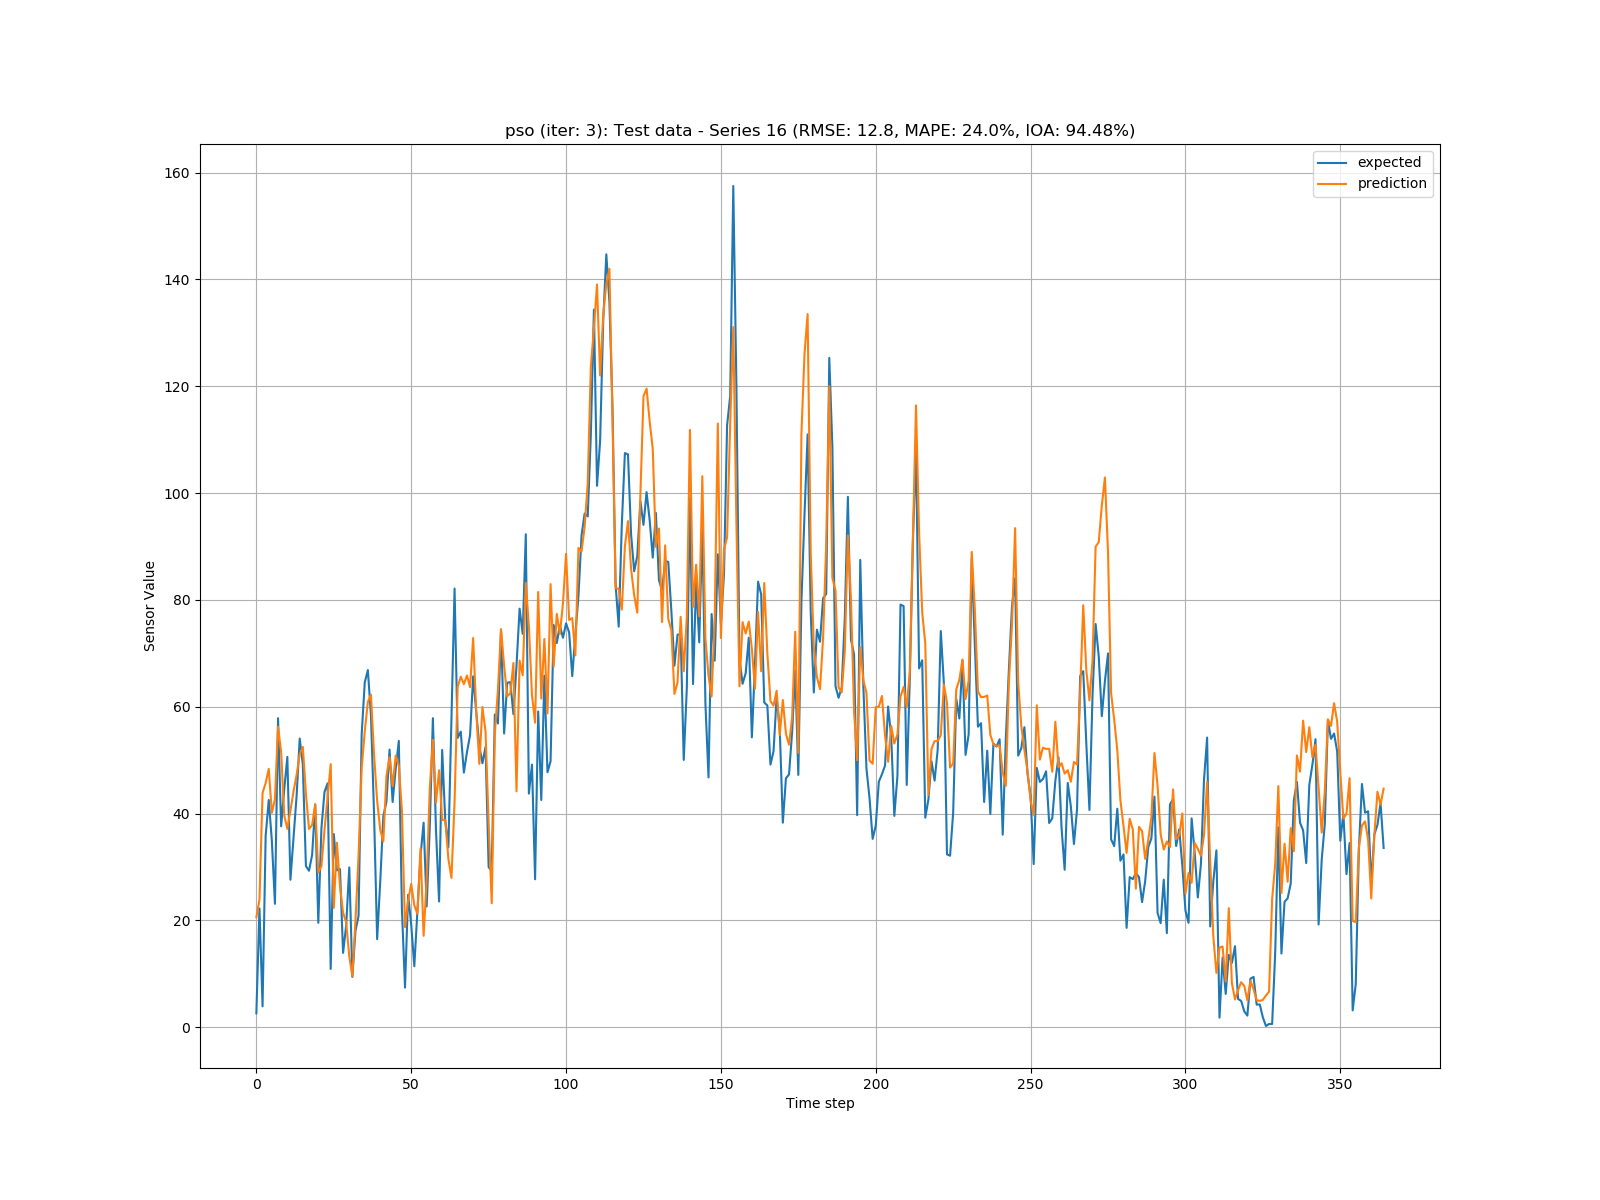 pso (iter: 3): Test data - Series 16 (RMSE: 12.8, MAPE: 24.0%, IOA: 94.48%)
expected
prediction
160
140
120
100
80
60
40
20
0
Sensor Value
0 50 100 150 200 250 300 350
Time step